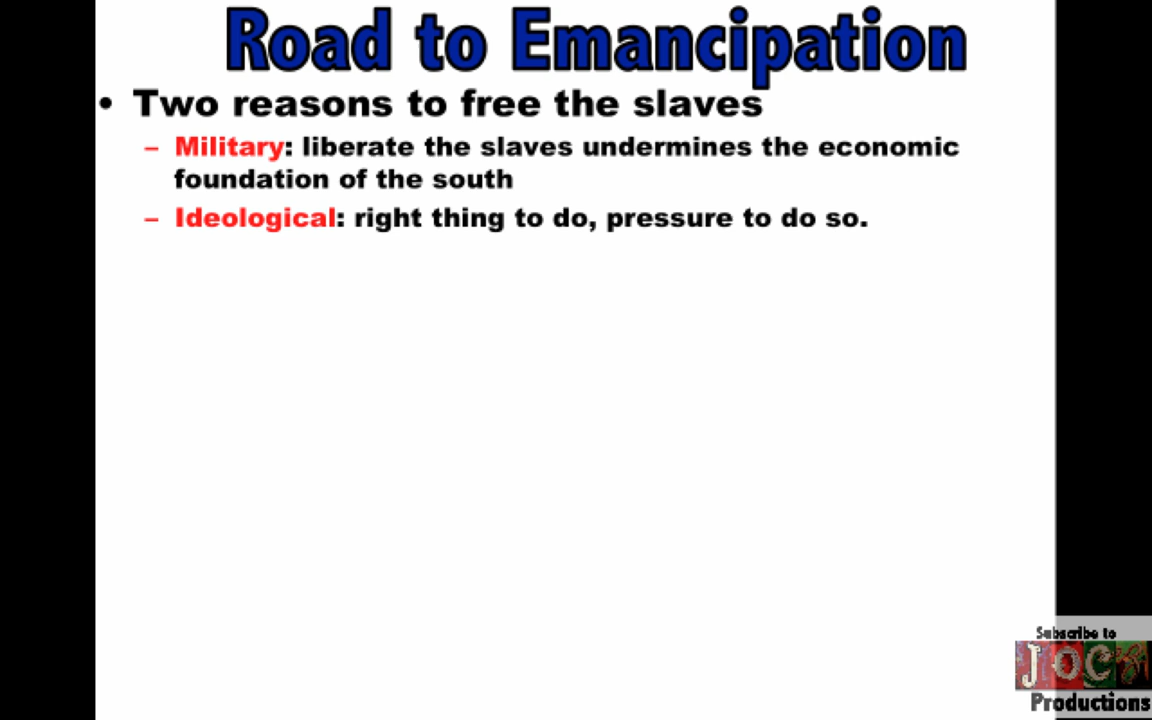 Road to Emancipation
• Two reasons to free the slaves
– Military: liberate the slaves undermines the economic
foundation of the south
– Ideological: right thing to do, pressure to do so.
Subscribe to
JOCZ
Productions